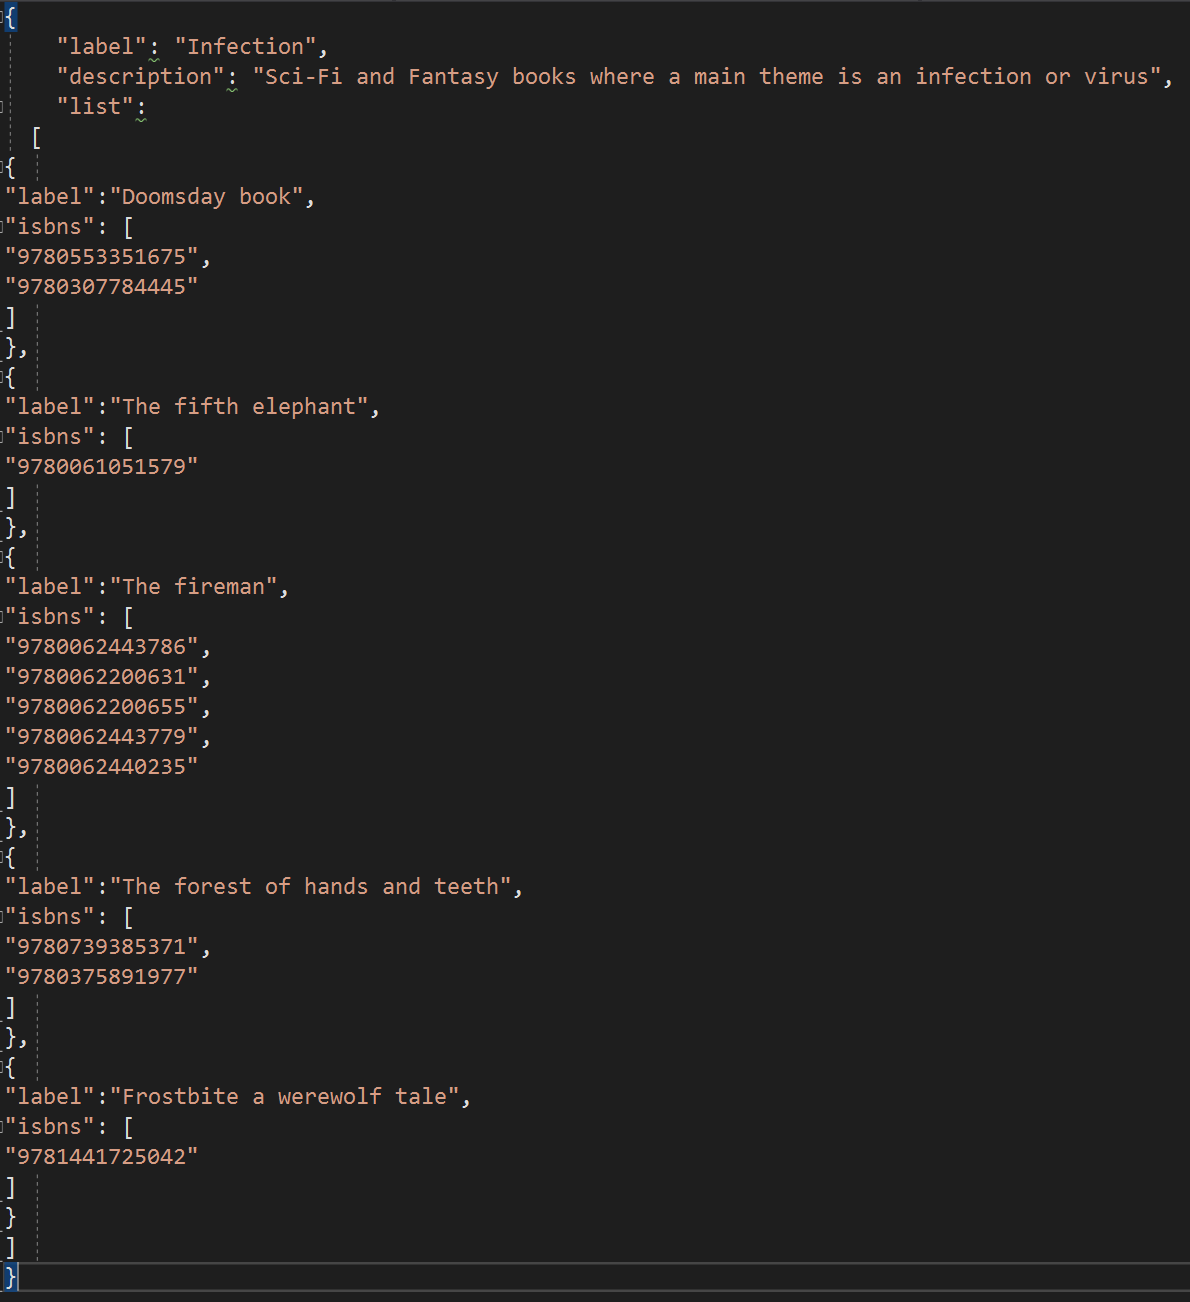 {
"label": "Infection",
"description": "Sci-Fi and Fantasy books where a main theme is an infection or virus",
"list":
[
{
"label":"Doomsday book",
"isbns": [
"9780553351675",
"9780307784445"
]
},
{
"label":"The fifth elephant",
"isbns": [
"9780061051579"
]
},
{
"label":"The fireman",
"isbns": [
"9780062443786",
"9780062200631",
"9780062200655",
"9780062443779",
"9780062440235"
]
},
{
"label":"The forest of hands and teeth",
"isbns": [
"9780739385371",
"9780375891977"
]
},
{
"label":"Frostbite a werewolf tale",
"isbns": [
"9781441725042"
]
}
]
}